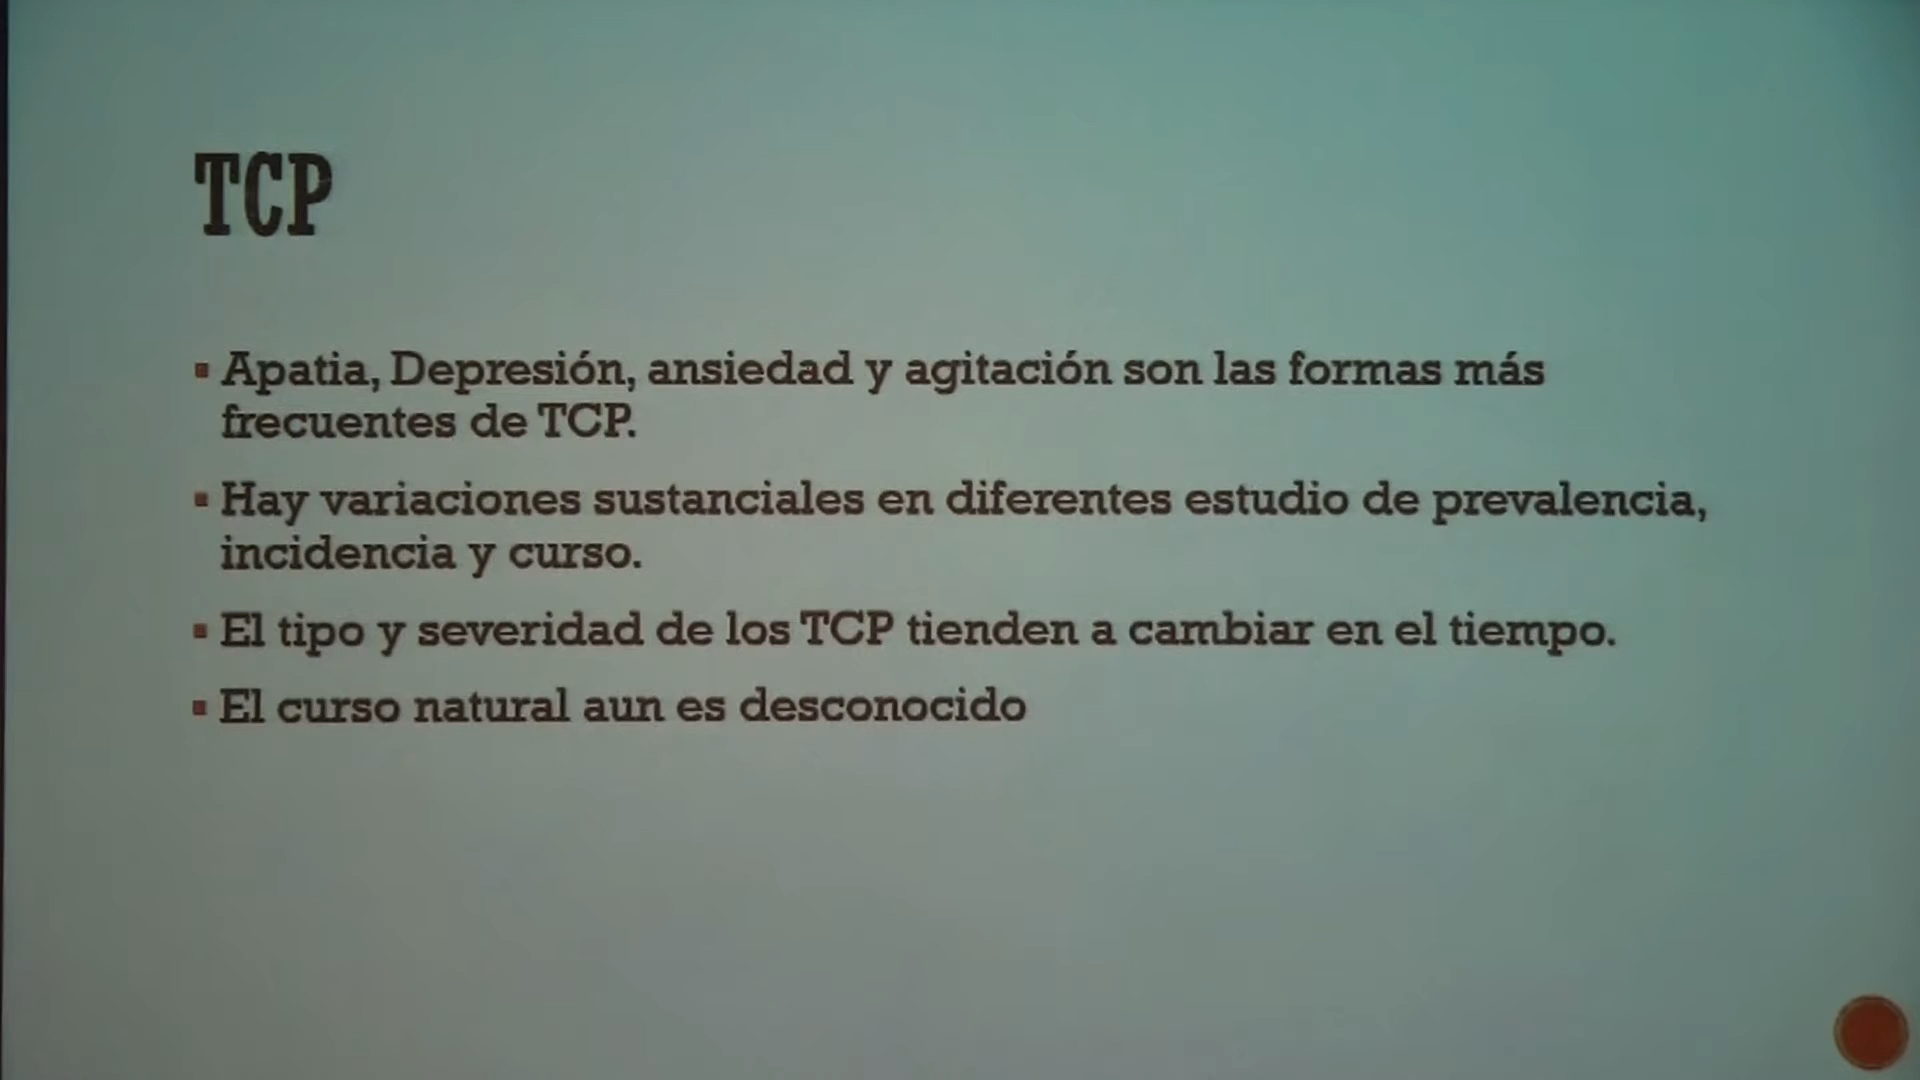 TCP
Apatia, Depresión, ansiedad y agitación son las formas más
frecuentes de TCP.
Hay variaciones sustanciales en diferentes estudio de prevalencia,
incidencia y curso.
El tipo y severidad de los TCP tienden a cambiar en el tiempo.
El curso natural aun es desconocido